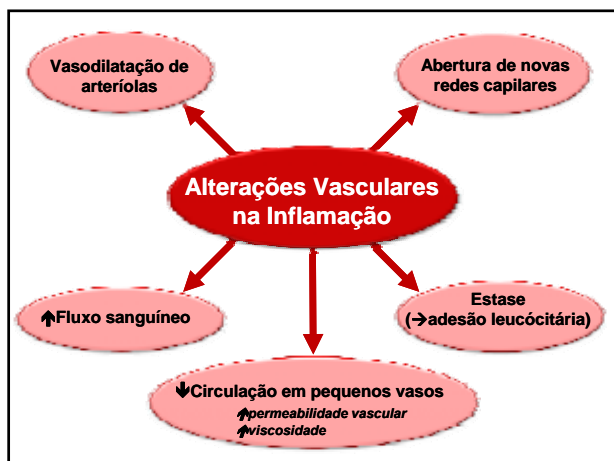 Vasodilatação de
arteríolas
Abertura de novas
redes capilares
Alterações Vasculares
na Inflamação
↑Fluxo sanguíneo
Estase
(→adesão leucócitária)
↓Circulação em pequenos vasos
↑permeabilidade vascular
↑viscosidade